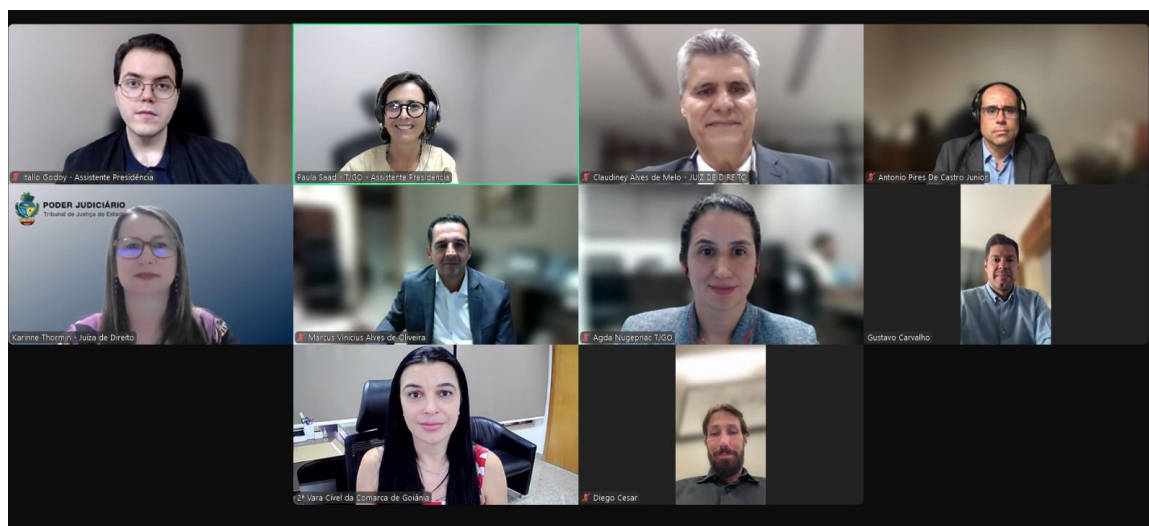 Itallo Godoy - Assistente Presidência
Paula Saad - TJGO - Assistente Presidencia
Claudiney Alves de Melo - JUIZ DE DIREITO
Antonio Pires De Castro Junior
PODER JUDICIÁRIO
Tribunal de Justiça do Estado
Karinne Thormin - Juíza de Direito
Marcus Vinicius Alves de Oliveira
Agda Nugepnac TJGO
Gustavo Carvalho
2ª Vara Cível da Comarca de Goiânia
Diego Cesar